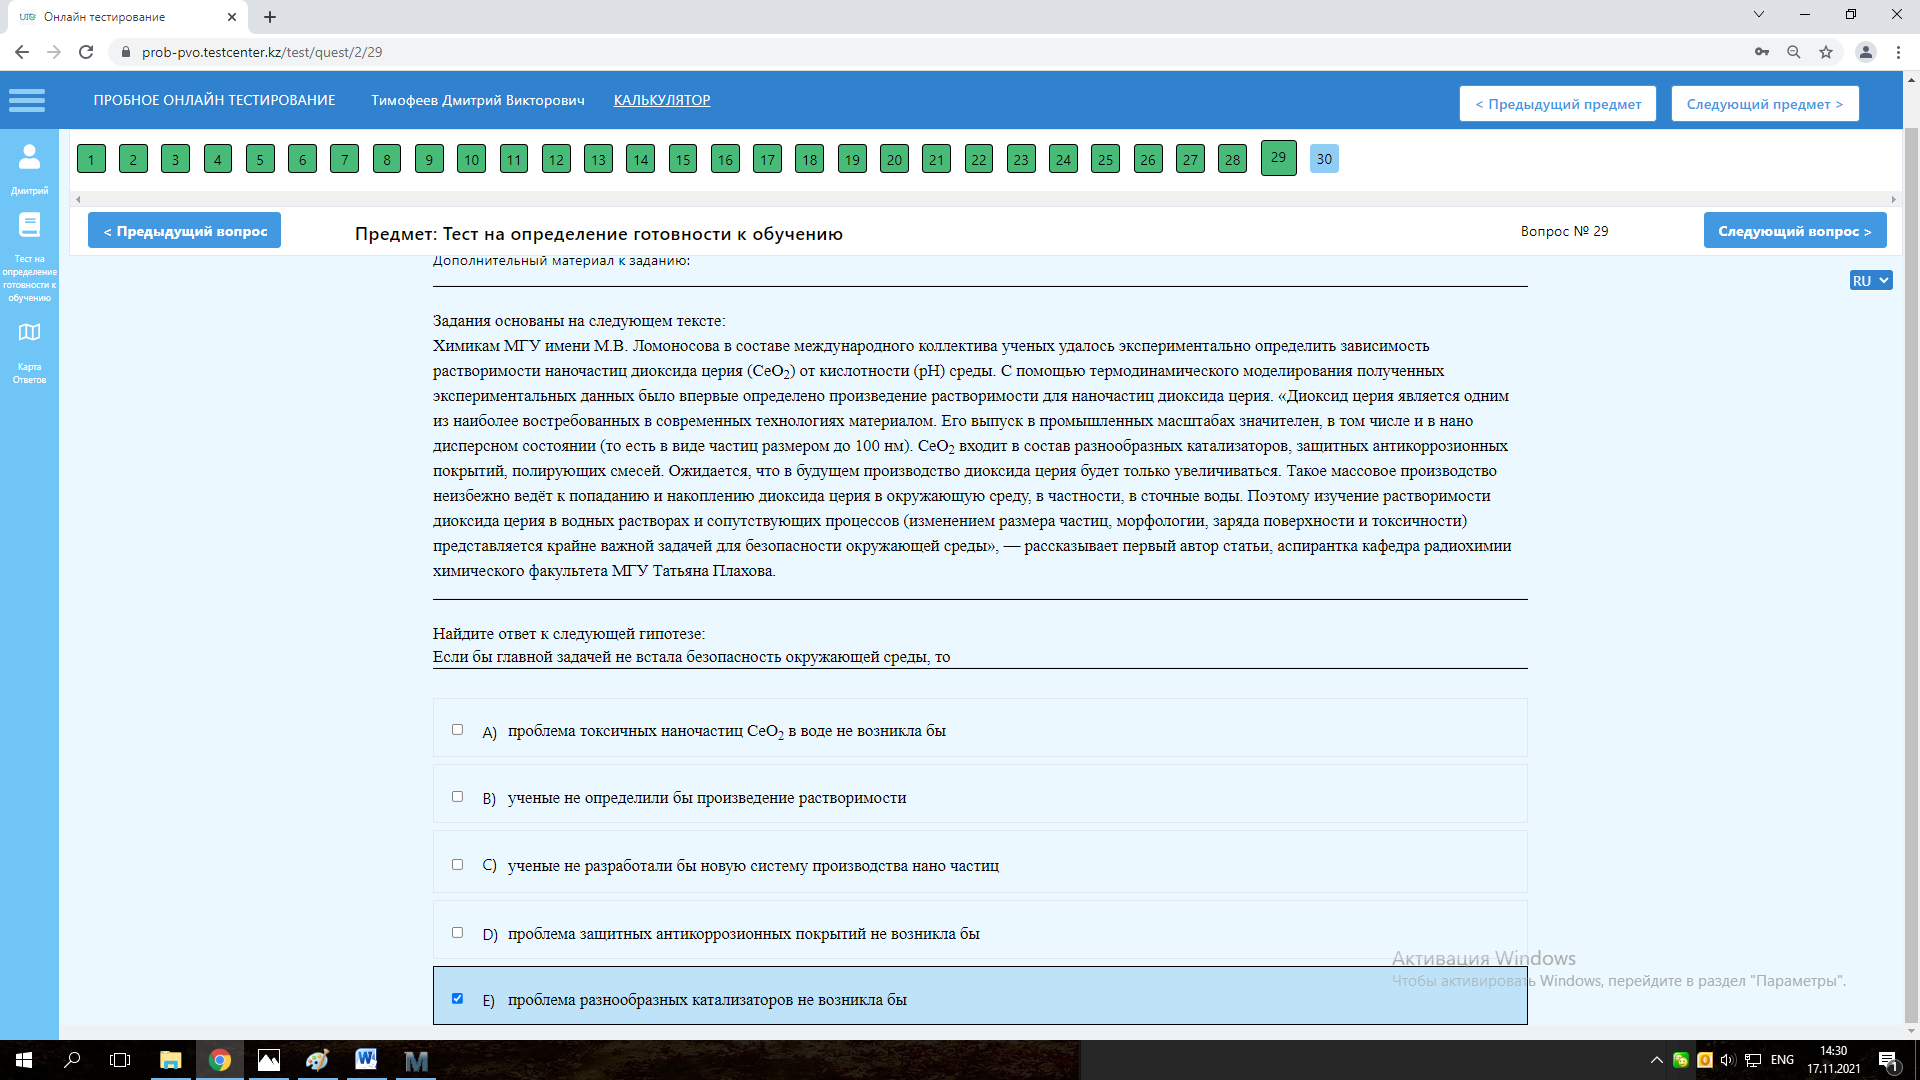 Онлайн тестирование
prob-pvo.testcenter.kz/test/quest/2/29
ПРОБНОЕ ОНЛАЙН ТЕСТИРОВАНИЕ Тимофеев Дмитрий Викторович КАЛЬКУЛЯТОР < Предыдущий предмет Следующий предмет >
1 2 3 4 5 6 7 8 9 10 11 12 13 14 15 16 17 18 19 20 21 22 23 24 25 26 27 28 29 30
Дмитрий
Тест на
определение
готовности к
обучению
Карта
Ответов
< Предыдущий вопрос Предмет: Тест на определение готовности к обучению Вопрос № 29 Следующий вопрос >
RU
Дополнительный материал к заданию:
Задания основаны на следующем тексте:
Химикам МГУ имени М.В. Ломоносова в составе международного коллектива ученых удалось экспериментально определить зависимость
растворимости наночастиц диоксида церия (CeO₂) от кислотности (pH) среды. С помощью термодинамического моделирования полученных
экспериментальных данных было впервые определено произведение растворимости для наночастиц диоксида церия. «Диоксид церия является одним
из наиболее востребованных в современных технологиях материалом. Его выпуск в промышленных масштабах значителен, в том числе и в нано
дисперсном состоянии (то есть в виде частиц размером до 100 нм). CeO₂ входит в состав разнообразных катализаторов, защитных антикоррозионных
покрытий, полирующих смесей. Ожидается, что в будущем производство диоксида церия будет только увеличиваться. Такое массовое производство
неизбежно ведёт к попаданию и накоплению диоксида церия в окружающую среду, в частности, в сточные воды. Поэтому изучение растворимости
диоксида церия в водных растворах и сопутствующих процессов (изменением размера частиц, морфологии, заряда поверхности и токсичности)
представляется крайне важной задачей для безопасности окружающей среды», — рассказывает первый автор статьи, аспирантка кафедра радиохимии
химического факультета МГУ Татьяна Плахова.
Найдите ответ к следующей гипотезе:
Если бы главной задачей не встала безопасность окружающей среды, то
A) проблема токсичных наночастиц CeO₂ в воде не возникла бы
B) ученые не определили бы произведение растворимости
C) ученые не разработали бы новую систему производства нано частиц
D) проблема защитных антикоррозионных покрытий не возникла бы
E) проблема разнообразных катализаторов не возникла бы
Активация Windows
Чтобы активировать Windows, перейдите в раздел "Параметры".
ENG
14:30
17.11.2021
1